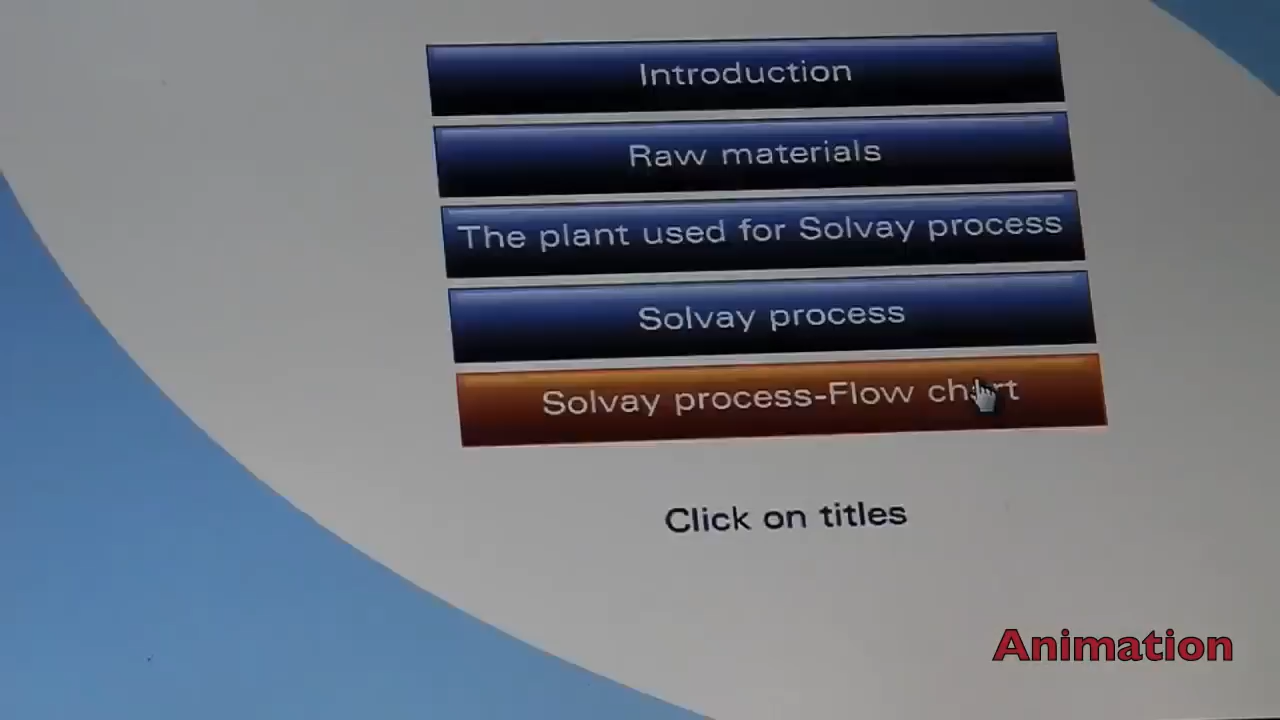 Introduction
Raw materials
The plant used for Solvay process
Solvay process
Solvay process-Flow chart
Click on titles
Animation